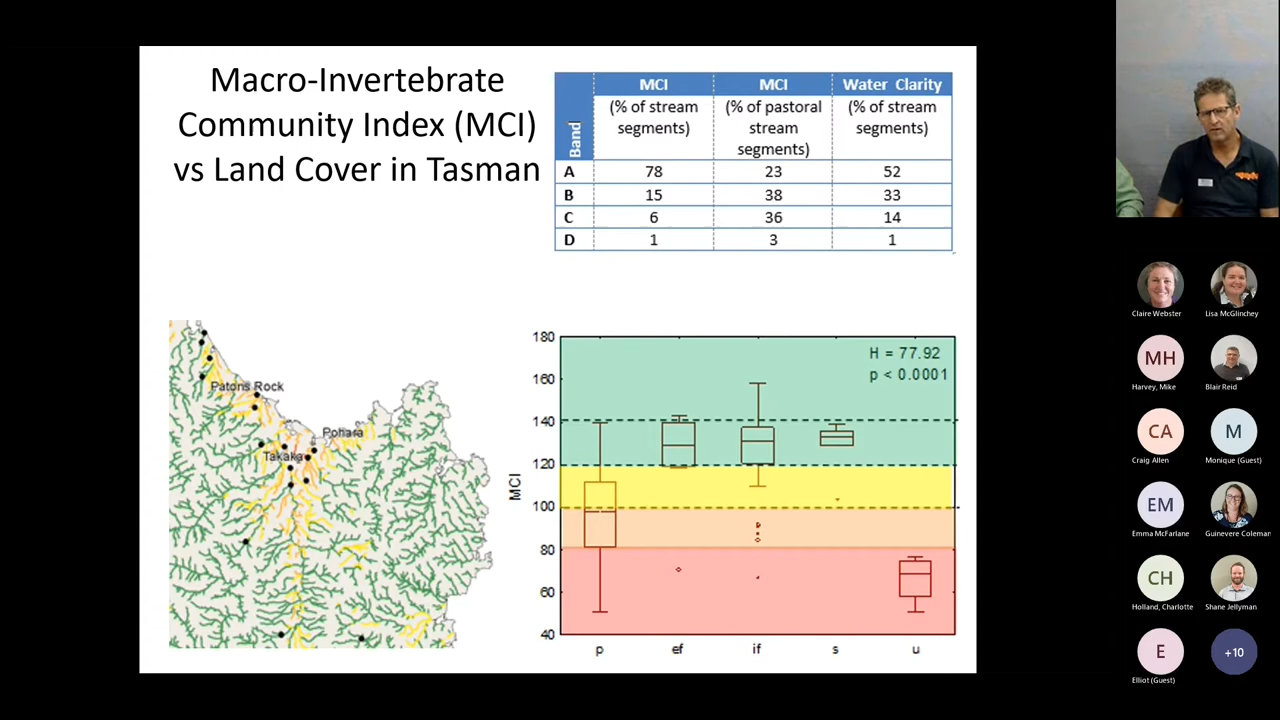 Macro-Invertebrate
Community Index (MCI)
vs Land Cover in Tasman
Band
MCI
MCI
Water Clarity
(% of stream
segments)
(% of pastoral
stream
segments)
(% of stream
segments)
A 78 23 52
B 15 38 33
C 6 36 14
D 1 3 1
Patons Rock
Pohara
Takaka
MCI
180
160
140
120
100
80
60
40
H = 77.92
p < 0.0001
p ef if s u
Claire Webster
Lisa McGlinchey
MH
Harvey, Mike
Blair Reid
CA
Craig Allen
M
Monique (Guest)
EM
Emma McFarlane
Guinevere Coleman
CH
Holland, Charlotte
Shane Jellyman
E
Elliot (Guest)
+10